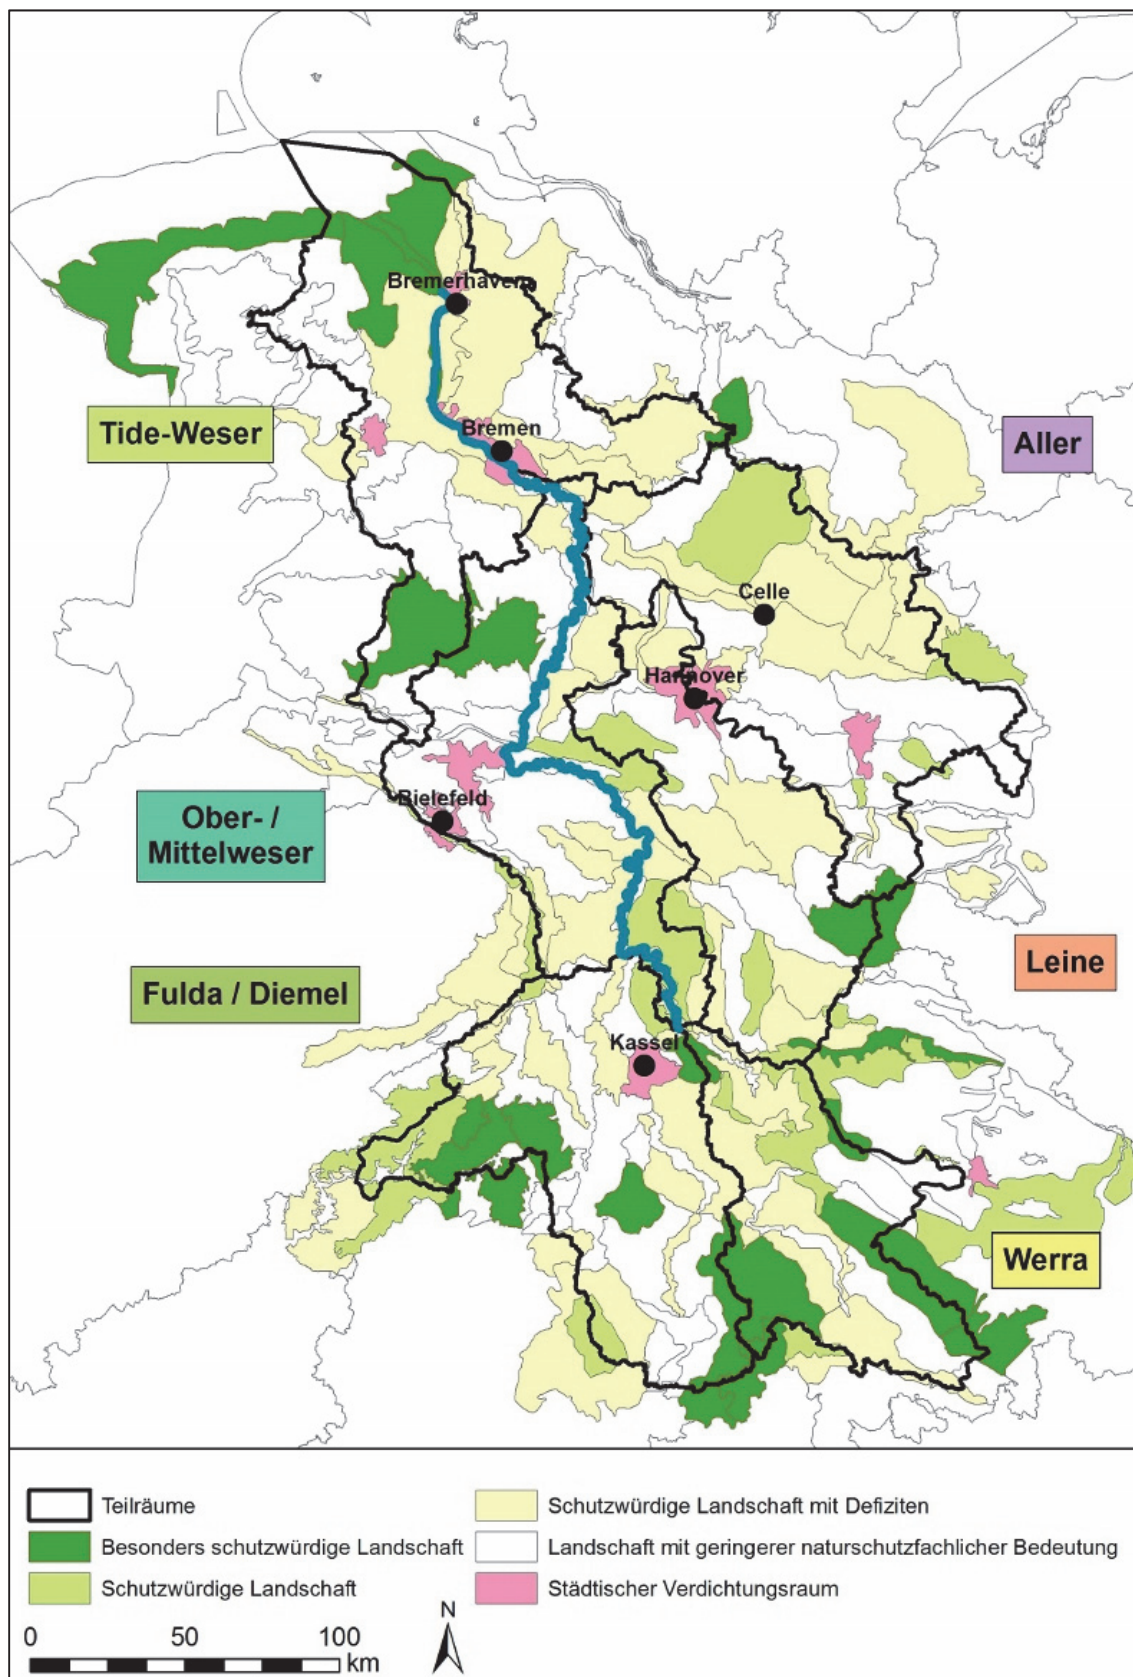 Bremerhaven
Tide-Weser
Bremen
Aller
Celle
Hannover
Ober- /
Mittelweser
Bielefeld
Fulda / Diemel
Leine
Kassel
Werra
Teilräume
Besonders schutzwürdige Landschaft
Schutzwürdige Landschaft
Schutzwürdige Landschaft mit Defiziten
Landschaft mit geringerer naturschutzfachlicher Bedeutung
Städtischer Verdichtungsraum
0 50 100
km
N